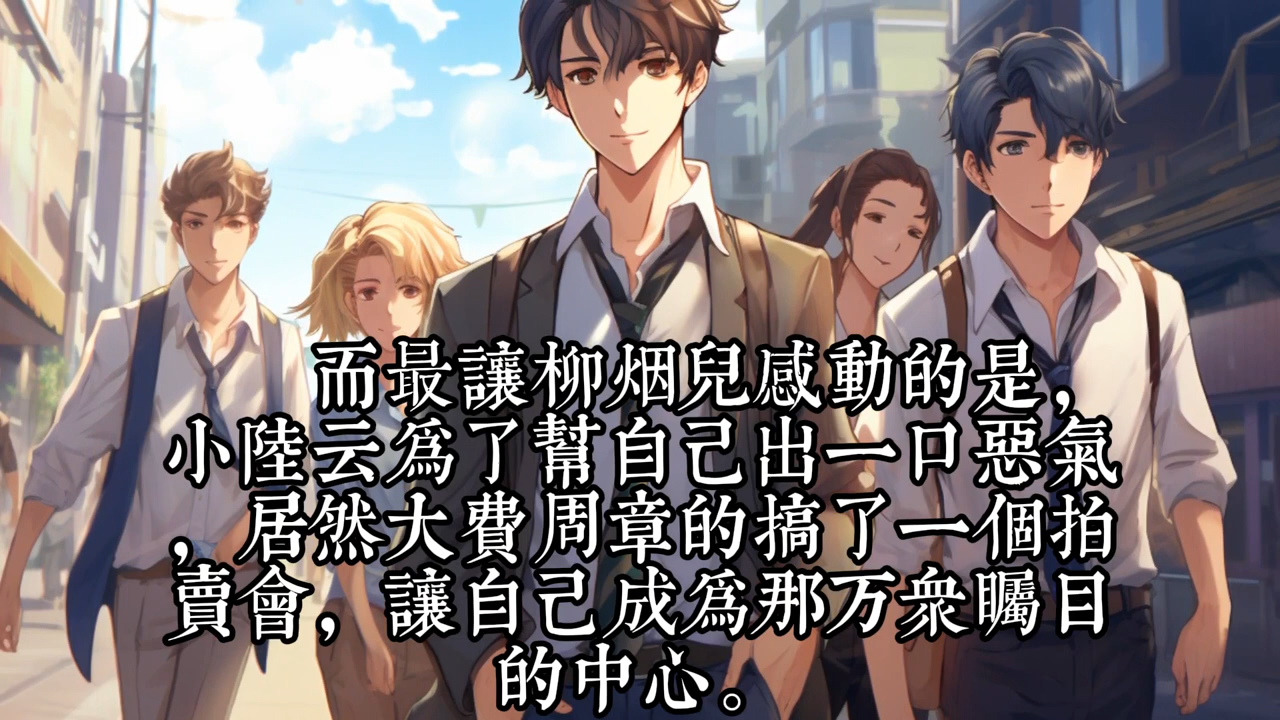 而最讓柳烟兒感動的是，
小陸云爲了幫自己出一口惡氣
，居然大費周章的搞了一個拍
賣會，讓自己成爲那万衆矚目
的中心。